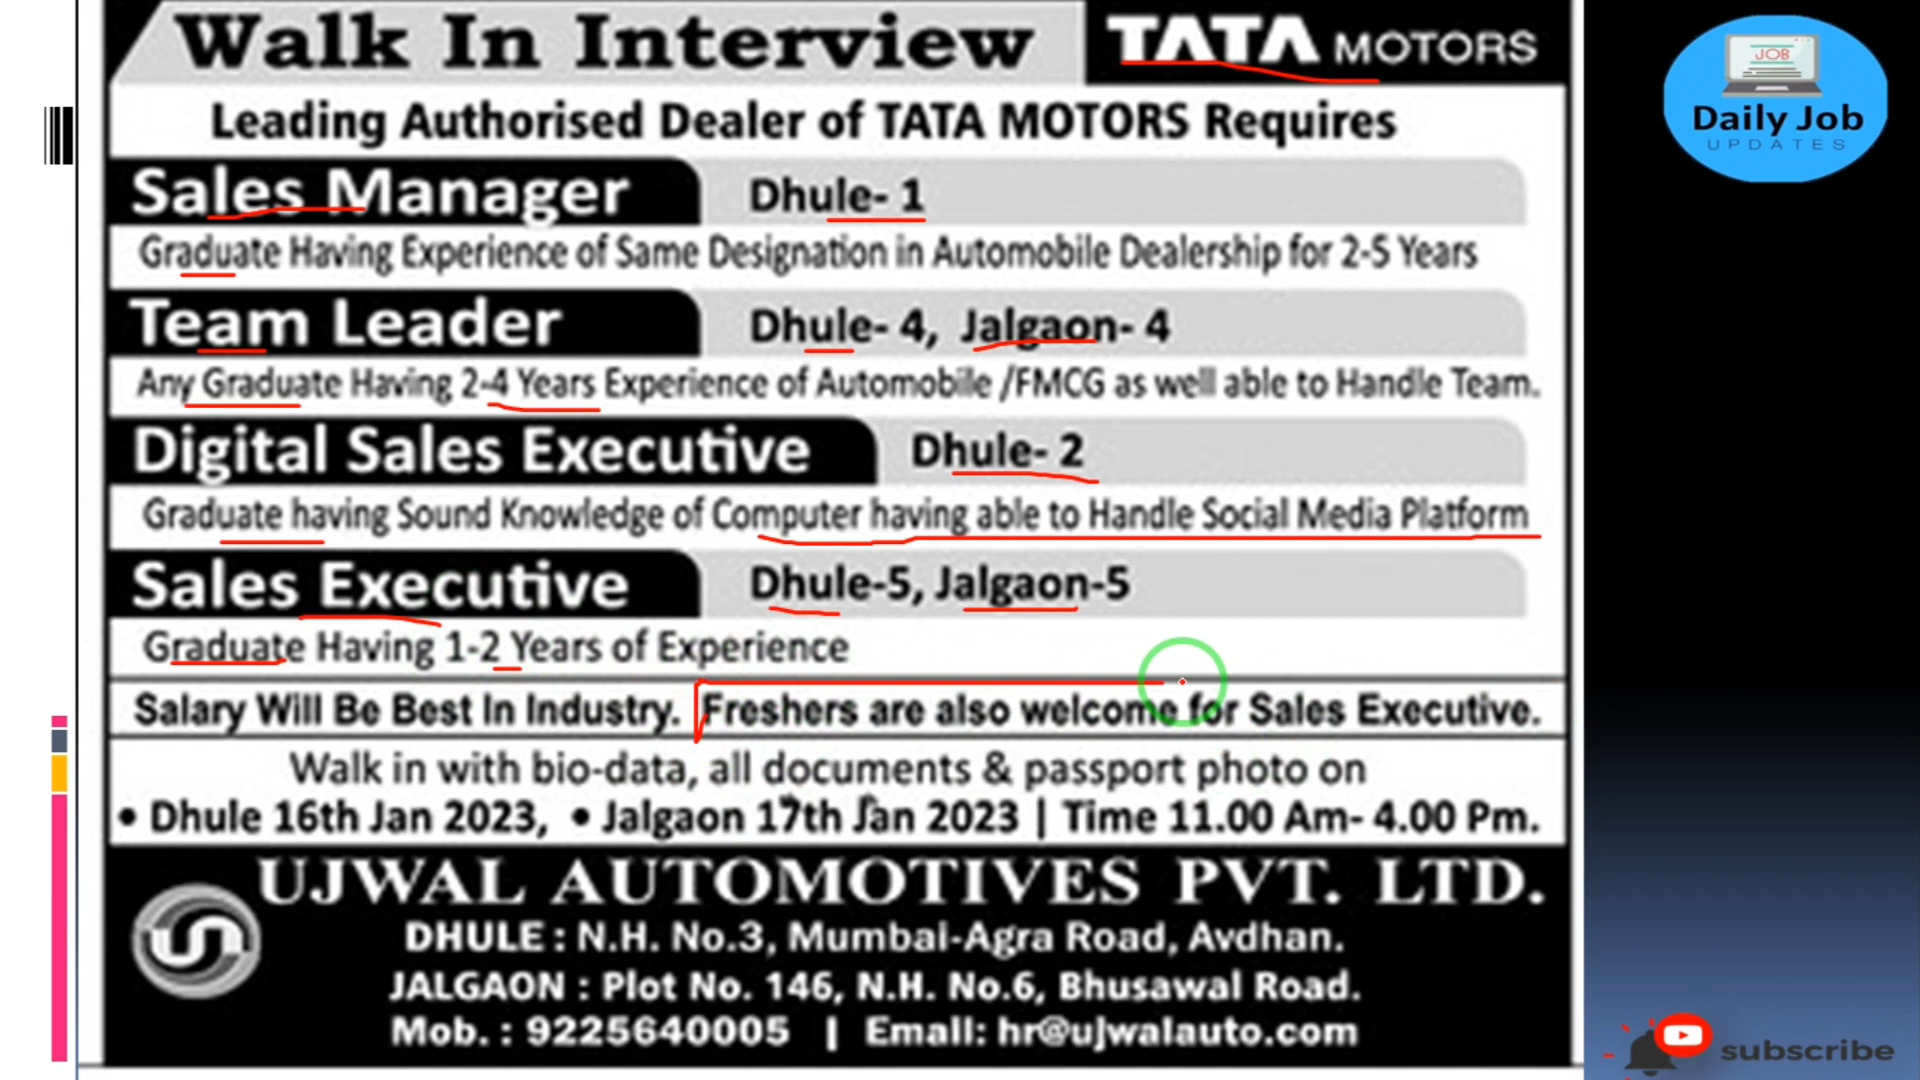 Walk In Interview
TATA MOTORS
Leading Authorised Dealer of TATA MOTORS Requires
Sales Manager
Dhule- 1
Graduate Having Experience of Same Designation in Automobile Dealership for 2-5 Years
Team Leader
Dhule- 4, Jalgaon- 4
Any Graduate Having 2-4 Years Experience of Automobile /FMCG as well able to Handle Team.
Digital Sales Executive
Dhule- 2
Graduate having Sound Knowledge of Computer having able to Handle Social Media Platform
Sales Executive
Dhule-5, Jalgaon-5
Graduate Having 1-2 Years of Experience
Salary Will Be Best In Industry. Freshers are also welcome for Sales Executive.
Walk in with bio-data, all documents & passport photo on
• Dhule 16th Jan 2023, • Jalgaon 17th Jan 2023 | Time 11.00 Am- 4.00 Pm.
UJWAL AUTOMOTIVES PVT. LTD.
DHULE : N.H. No.3, Mumbai-Agra Road, Avdhan.
JALGAON : Plot No. 146, N.H. No.6, Bhusawal Road.
Mob. : 9225640005 | Email: hr@ujwalauto.com
JOB
Daily Job
UPDATES
subscribe